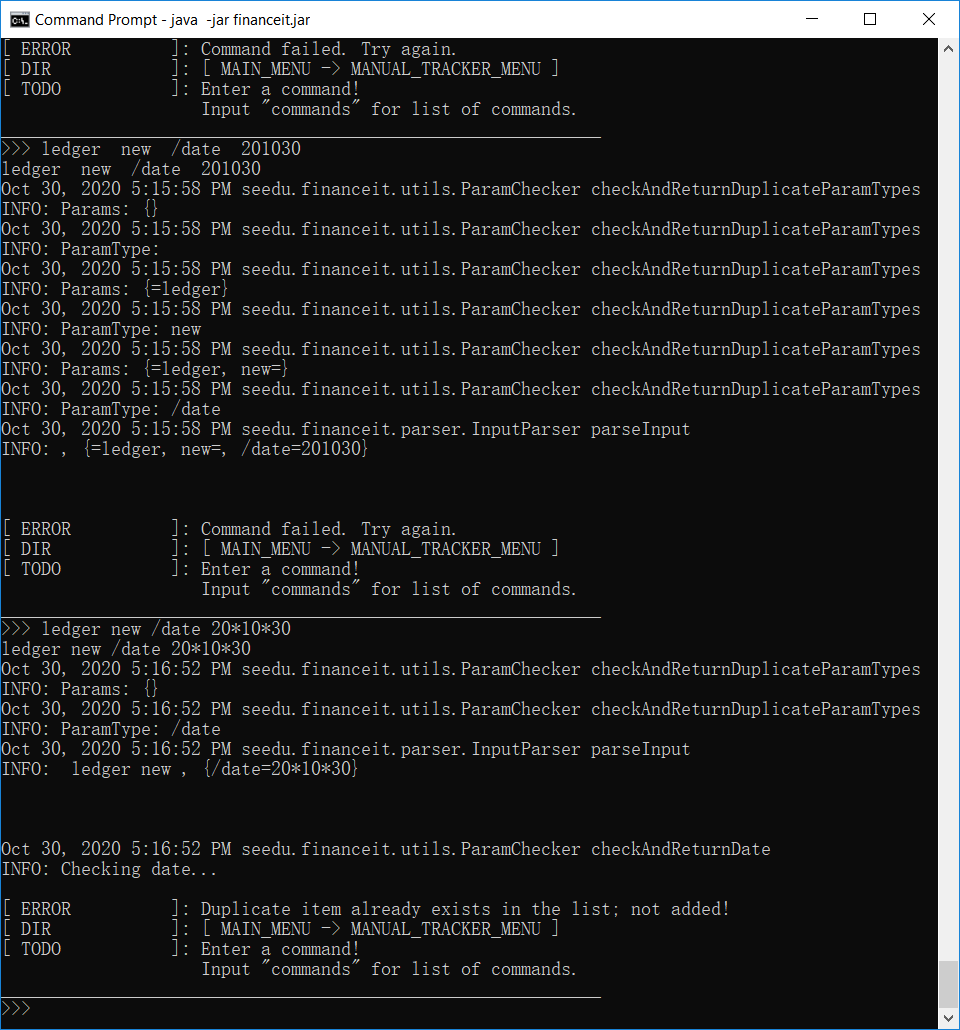 Command Prompt - java  -jar financeit.jar
[ ERROR          ]: Command failed. Try again.
[ DIR            ]: [ MAIN_MENU -> MANUAL_TRACKER_MENU ]
[ TODO           ]: Enter a command!
                    Input "commands" for list of commands.
>>> ledger  new  /date  201030
ledger  new  /date  201030
Oct 30, 2020 5:15:58 PM seedu.financeit.utils.ParamChecker checkAndReturnDuplicateParamTypes
INFO: Params: {}
Oct 30, 2020 5:15:58 PM seedu.financeit.utils.ParamChecker checkAndReturnDuplicateParamTypes
INFO: ParamType:
Oct 30, 2020 5:15:58 PM seedu.financeit.utils.ParamChecker checkAndReturnDuplicateParamTypes
INFO: Params: {=ledger}
Oct 30, 2020 5:15:58 PM seedu.financeit.utils.ParamChecker checkAndReturnDuplicateParamTypes
INFO: ParamType: new
Oct 30, 2020 5:15:58 PM seedu.financeit.utils.ParamChecker checkAndReturnDuplicateParamTypes
INFO: Params: {=ledger, new=}
Oct 30, 2020 5:15:58 PM seedu.financeit.utils.ParamChecker checkAndReturnDuplicateParamTypes
INFO: ParamType: /date
Oct 30, 2020 5:15:58 PM seedu.financeit.parser.InputParser parseInput
INFO: , {=ledger, new=, /date=201030}
[ ERROR          ]: Command failed. Try again.
[ DIR            ]: [ MAIN_MENU -> MANUAL_TRACKER_MENU ]
[ TODO           ]: Enter a command!
                    Input "commands" for list of commands.
>>> ledger new /date 20*10*30
ledger new /date 20*10*30
Oct 30, 2020 5:16:52 PM seedu.financeit.utils.ParamChecker checkAndReturnDuplicateParamTypes
INFO: Params: {}
Oct 30, 2020 5:16:52 PM seedu.financeit.utils.ParamChecker checkAndReturnDuplicateParamTypes
INFO: ParamType: /date
Oct 30, 2020 5:16:52 PM seedu.financeit.parser.InputParser parseInput
INFO:  ledger new , {/date=20*10*30}
Oct 30, 2020 5:16:52 PM seedu.financeit.utils.ParamChecker checkAndReturnDate
INFO: Checking date...
[ ERROR          ]: Duplicate item already exists in the list; not added!
[ DIR            ]: [ MAIN_MENU -> MANUAL_TRACKER_MENU ]
[ TODO           ]: Enter a command!
                    Input "commands" for list of commands.
>>>